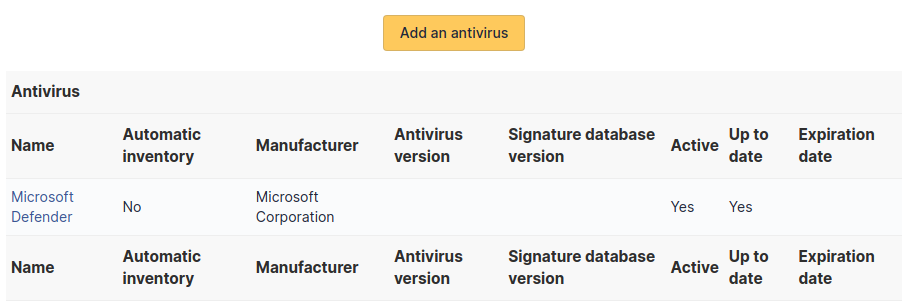 Add an antivirus
Antivirus
Name Automatic inventory Manufacturer Antivirus version Signature database version Active Up to date Expiration date
Microsoft Defender No Microsoft Corporation Yes Yes
Name Automatic inventory Manufacturer Antivirus version Signature database version Active Up to date Expiration date